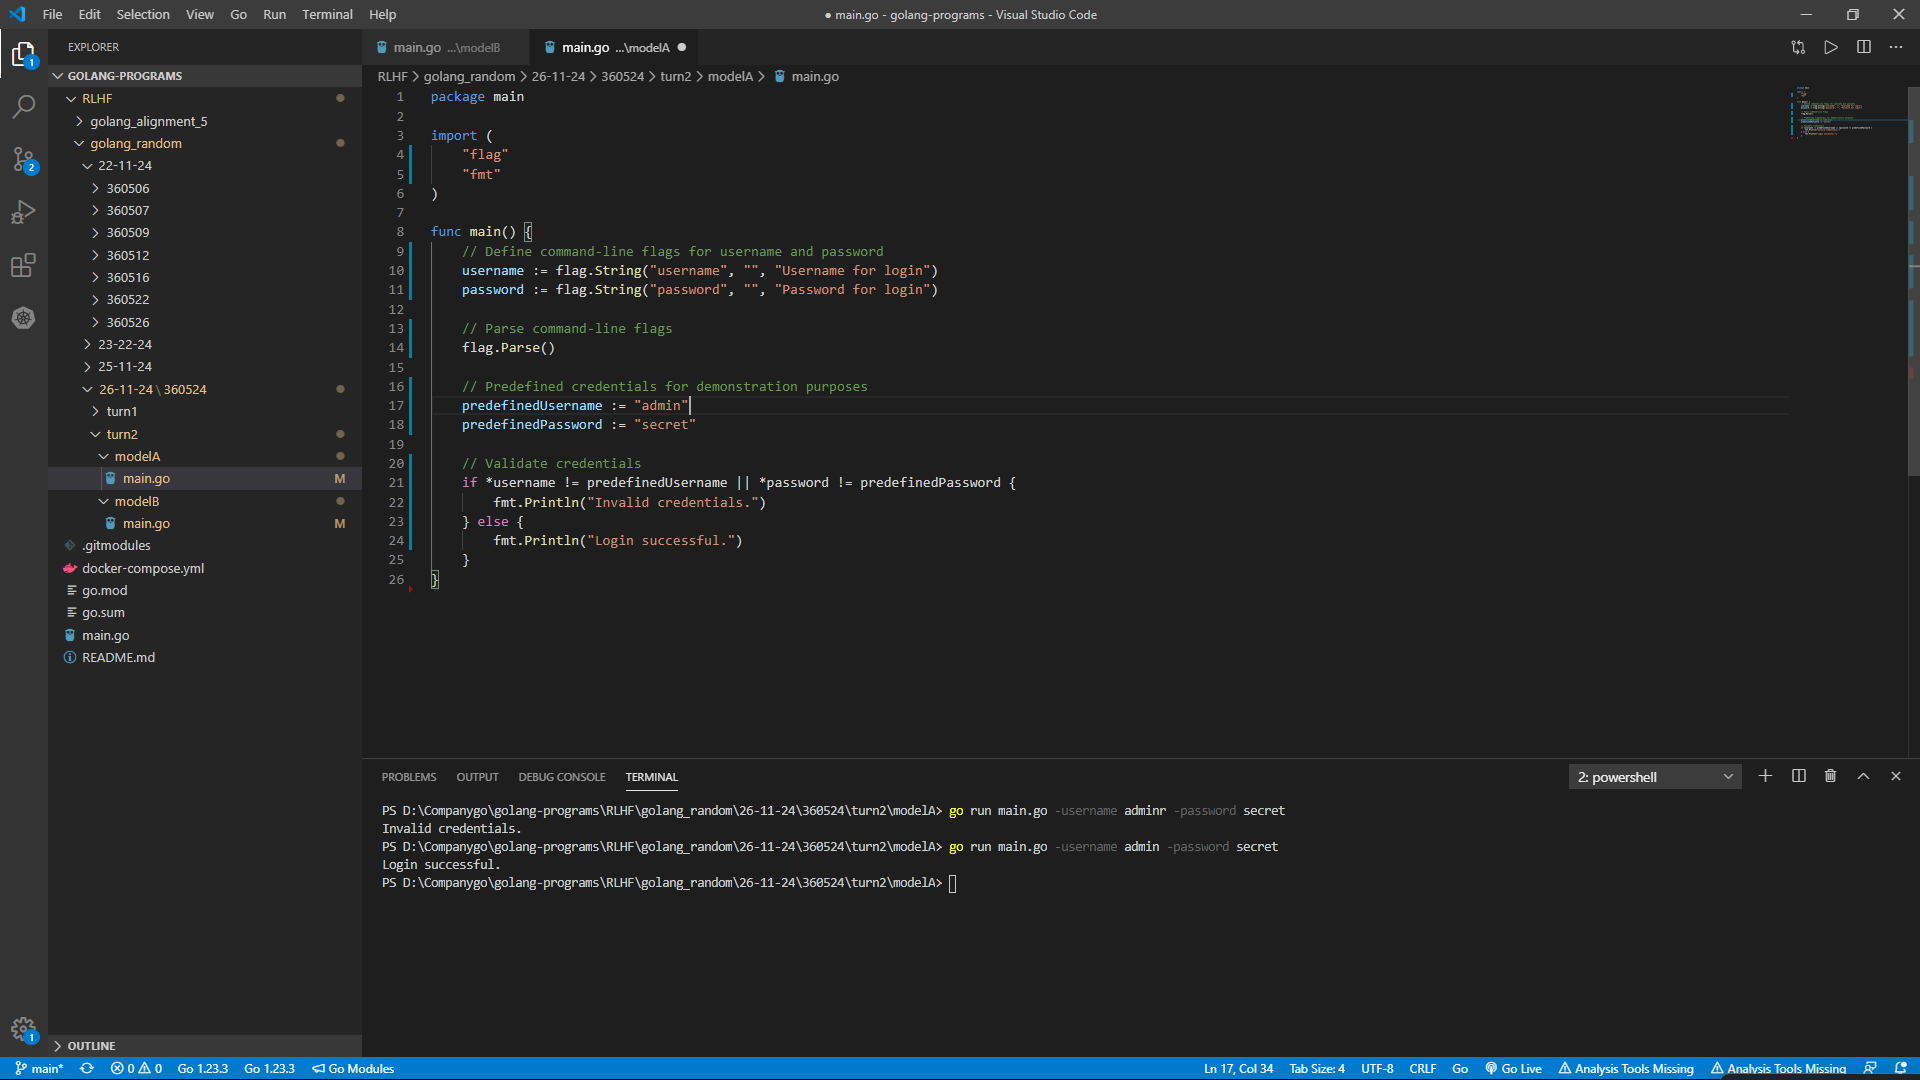 File Edit Selection View Go Run Terminal Help
● main.go - golang-programs - Visual Studio Code
EXPLORER
GOLANG-PROGRAMS
RLHF
golang_alignment_5
golang_random
22-11-24
360506
360507
360509
360512
360516
360522
360526
23-22-24
25-11-24
26-11-24 \ 360524
turn1
turn2
modelA
main.go M
modelB
main.go M
.gitmodules
docker-compose.yml
go.mod
go.sum
main.go
README.md
OUTLINE
1
2
1
main.go ...\modelB
main.go ...\modelA
RLHF > golang_random > 26-11-24 > 360524 > turn2 > modelA > main.go
1 package main
2
3 import (
4 "flag"
5 "fmt"
6 )
7
8 func main() {
9 // Define command-line flags for username and password
10 username := flag.String("username", "", "Username for login")
11 password := flag.String("password", "", "Password for login")
12
13 // Parse command-line flags
14 flag.Parse()
15
16 // Predefined credentials for demonstration purposes
17 predefinedUsername := "admin"
18 predefinedPassword := "secret"
19
20 // Validate credentials
21 if *username != predefinedUsername || *password != predefinedPassword {
22 fmt.Println("Invalid credentials.")
23 } else {
24 fmt.Println("Login successful.")
25 }
26 }
PROBLEMS OUTPUT DEBUG CONSOLE TERMINAL
2: powershell
PS D:\Companygo\golang-programs\RLHF\golang_random\26-11-24\360524\turn2\modelA> go run main.go -username adminr -password secret
Invalid credentials.
PS D:\Companygo\golang-programs\RLHF\golang_random\26-11-24\360524\turn2\modelA> go run main.go -username admin -password secret
Login successful.
PS D:\Companygo\golang-programs\RLHF\golang_random\26-11-24\360524\turn2\modelA>
main* 0 0 Go 1.23.3 Go 1.23.3 Go Modules
Ln 17, Col 34 Tab Size: 4 UTF-8 CRLF Go Go Live Analysis Tools Missing Analysis Tools Missing